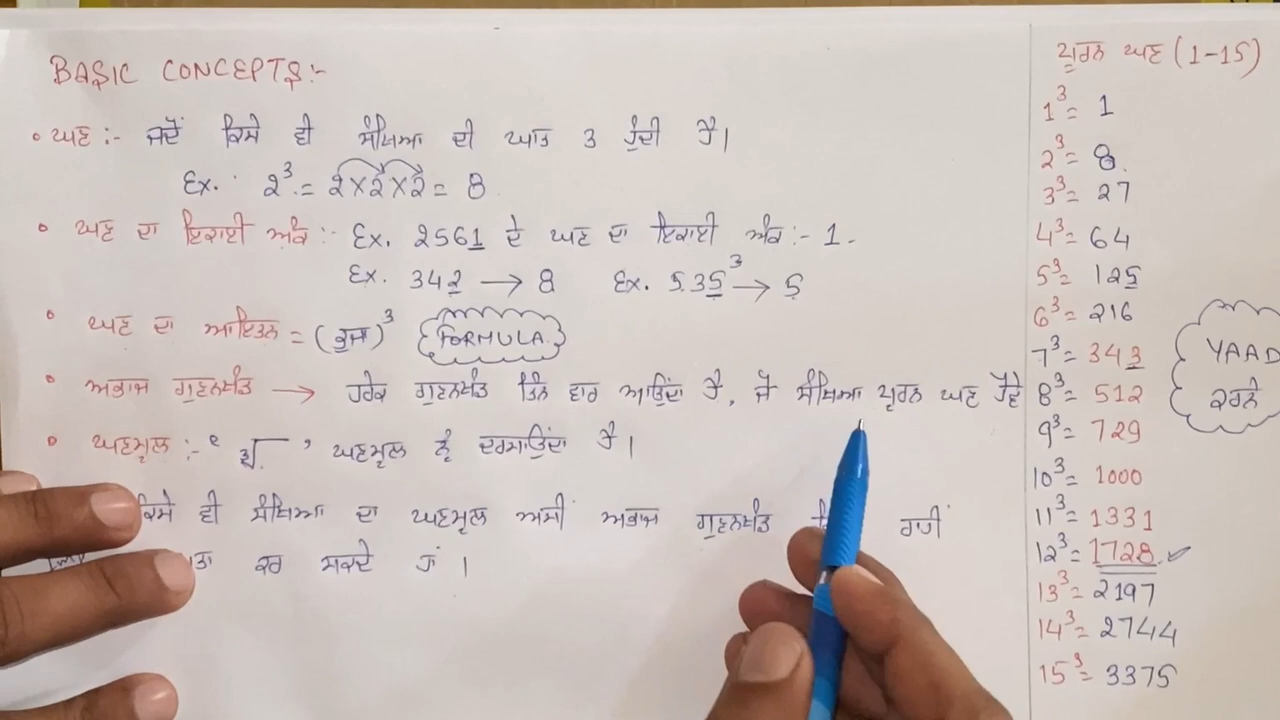 BASIC CONCEPTS:-
• ਘਣ :- ਜਦੋਂ ਕਿਸੇ ਵੀ ਸੰਖਿਆ ਦੀ ਘਾਤ 3 ਹੁੰਦੀ ਹੈ।
Ex. 2³ = 2×2×2 = 8
• ਘਣ ਦਾ ਇਕਾਈ ਅੰਕ :- Ex. 2561 ਦੇ ਘਣ ਦਾ ਇਕਾਈ ਅੰਕ :- 1.
Ex. 342 → 8 Ex. 535³ → 5
• ਘਣ ਦਾ ਆਇਤਨ = (ਭੁਜਾ)³ FORMULA.
• ਅਭਾਜ ਗੁਣਨਖੰਡ → ਹਰੇਕ ਗੁਣਨਖੰਡ ਤਿੰਨ ਵਾਰ ਆਉਂਦਾ ਹੈ, ਜੋ ਸੰਖਿਆ ਪੂਰਨ ਘਣ ਹੋਵੇ
• ਘਣਮੂਲ :- ‘ ∛ ’ ਘਣਮੂਲ ਨੂੰ ਦਰਸਾਉਂਦਾ ਹੈ।
ਕਿਸੇ ਵੀ ਸੰਖਿਆ ਦਾ ਘਣਮੂਲ ਅਸੀਂ ਅਭਾਜ ਗੁਣਨਖੰਡ ਰਾਹੀਂ
ਕਰ ਸਕਦੇ ਹਾਂ।
ਪੂਰਨ ਘਣ (1-15)
1³= 1
2³= 8.
3³= 27
4³= 64
5³= 125
6³= 216
7³= 343
8³= 512
9³= 729
10³= 1000
11³= 1331
12³= 1728 ✓
13³= 2197
14³= 2744
15³= 3375
YAAD
ਕਰਨੇ